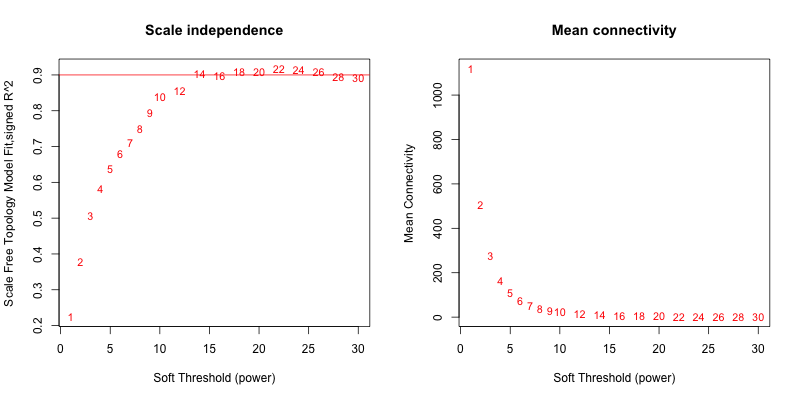 Scale independence
Scale Free Topology Model Fit,signed R^2
0.2 0.3 0.4 0.5 0.6 0.7 0.8 0.9
1 2 3 4 5 6 7 8 9 10 12 14 16 18 20 22 24 26 28 30
0 5 10 15 20 25 30
Soft Threshold (power)
Mean connectivity
Mean Connectivity
0 200 400 600 800 1000
1 2 3 4 5 6 7 8 9 10 12 14 16 18 20 22 24 26 28 30
0 5 10 15 20 25 30
Soft Threshold (power)